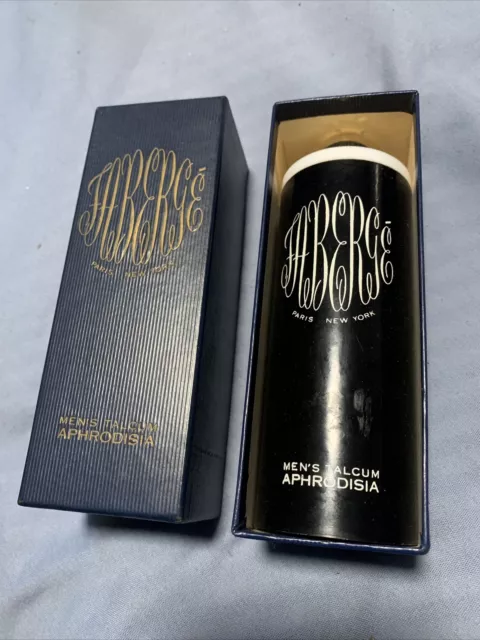 FABERGÉ
PARIS NEW YORK
MEN'S TALCUM
APHRODISIA
FABERGÉ
PARIS NEW YORK
MEN'S TALCUM
APHRODISIA